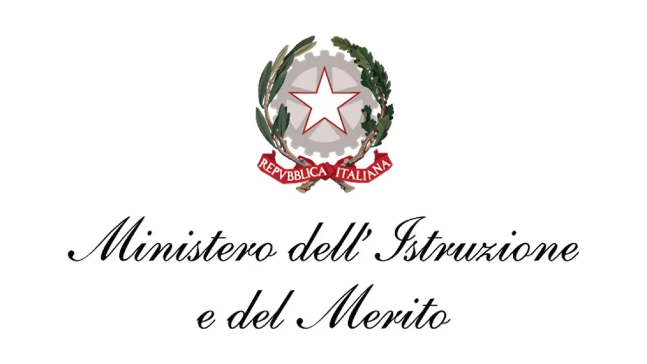 REPVBBLICA ITALIANA
Ministero dell'Istruzione
e del Merito